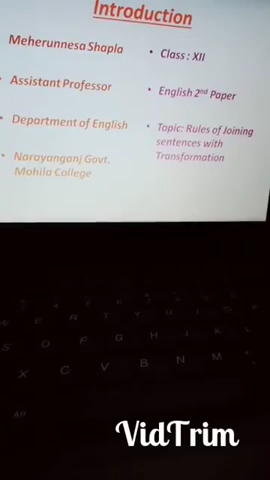 Introduction
Meherunnesa Shapla
• Assistant Professor
• Department of English
• Narayanganj Govt.
Mohila College
• Class : XII
• English 2nd Paper
• Topic: Rules of Joining
sentences with
Transformation
E R T Y U I
S D F G H J K L
X C V B N M
Alt
VidTrim